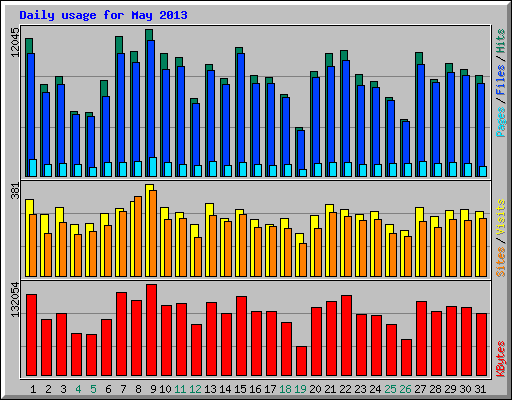 Daily usage for May 2013
12045
Pages / Files / Hits
381
Sites / Visits
132054
KBytes
1 2 3 4 5 6 7 8 9 10 11 12 13 14 15 16 17 18 19 20 21 22 23 24 25 26 27 28 29 30 31